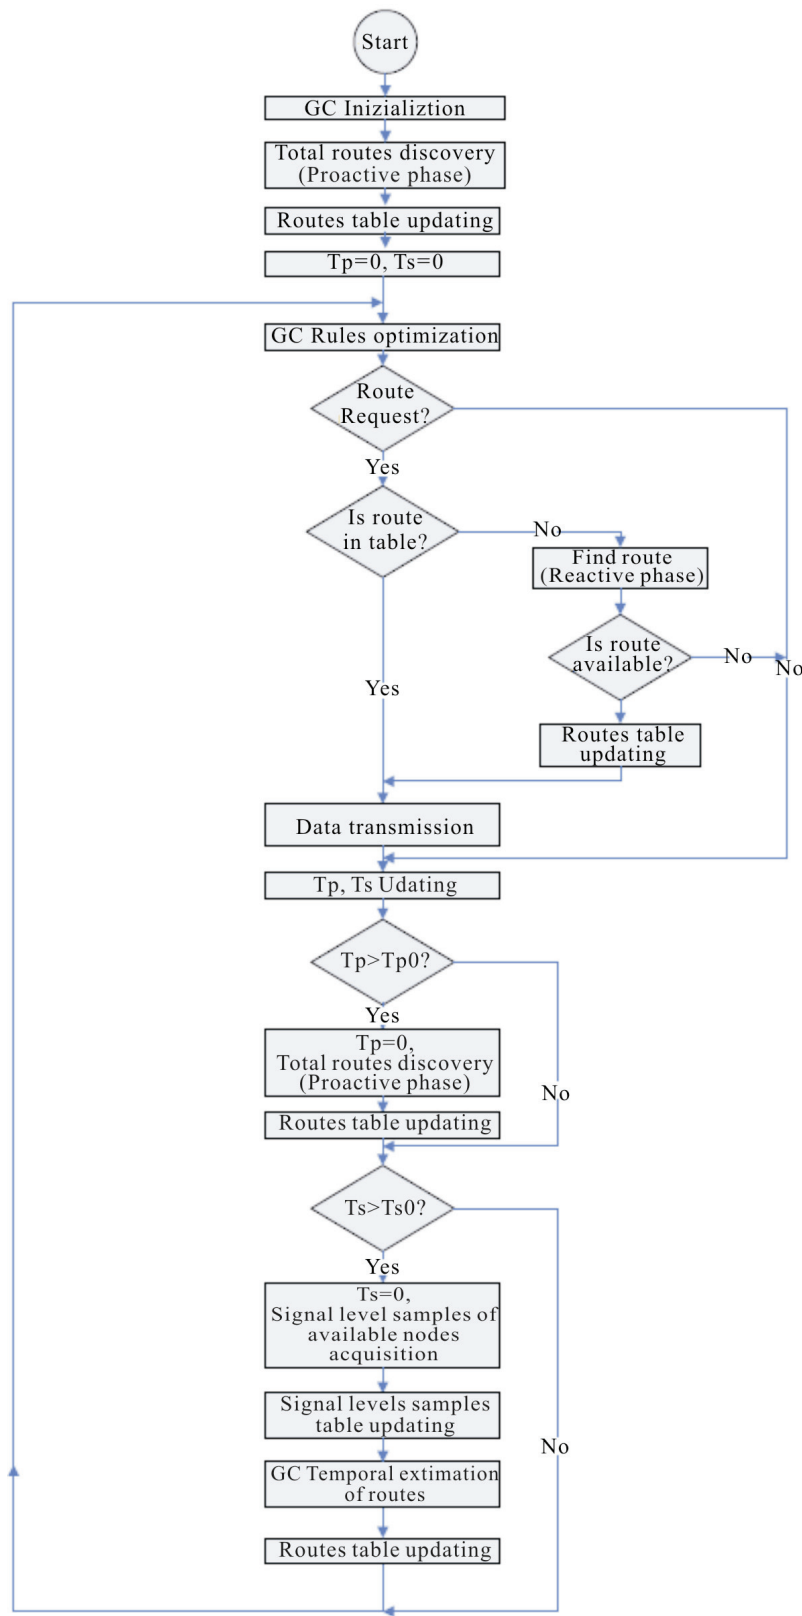 Start
GC Inizializtion
Total routes discovery
(Proactive phase)
Routes table updating
Tp=0, Ts=0
GC Rules optimization
Route
Request?
Yes
Is route
in table?
No
Find route
(Reactive phase)
Is route
available?
No
No
Yes
Routes table
updating
Data transmission
Tp, Ts Udating
Tp>Tp0?
Yes
Tp=0,
Total routes discovery
(Proactive phase)
No
Routes table updating
Ts>Ts0?
Yes
Ts=0,
Signal level samples of
available nodes
acquisition
Signal levels samples
table updating
No
GC Temporal extimation
of routes
Routes table updating